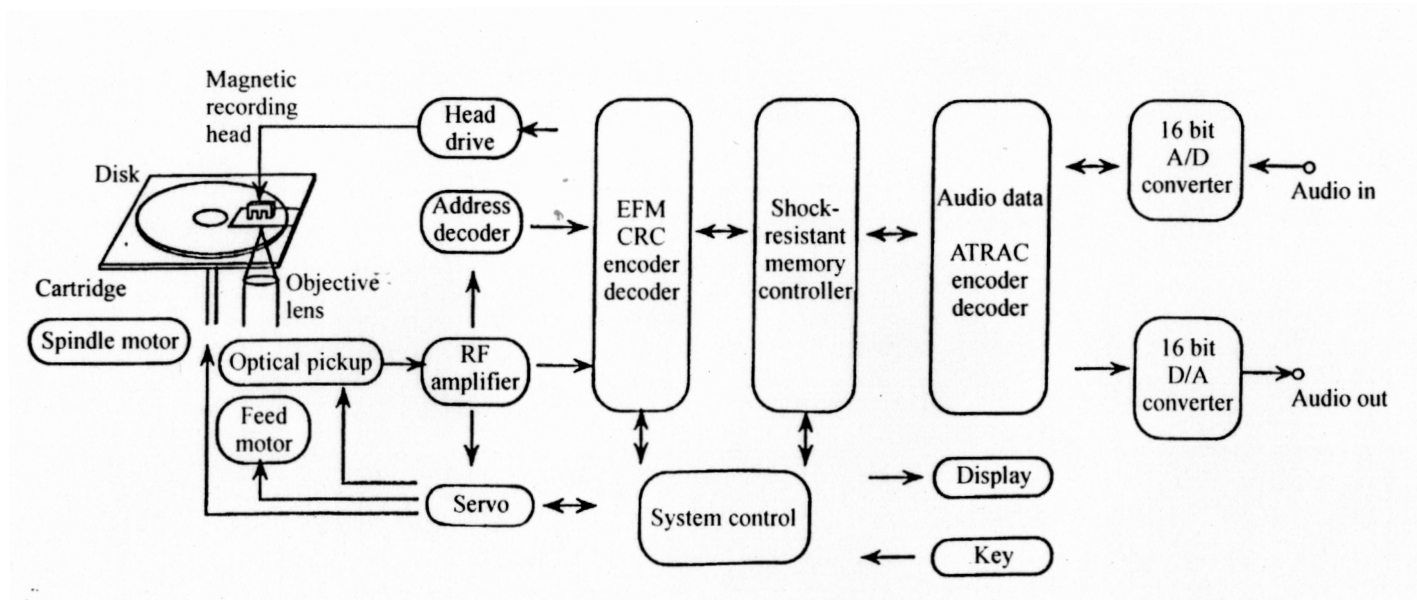 Magnetic
recording
head
Disk
Cartridge
Objective
lens
Spindle motor
Optical pickup
Feed
motor
Head
drive
Address
decoder
RF
amplifier
Servo
EFM
CRC
encoder
decoder
Shock-
resistant
memory
controller
System control
Audio data
ATRAC
encoder
decoder
16 bit
A/D
converter
Audio in
16 bit
D/A
converter
Audio out
Display
Key